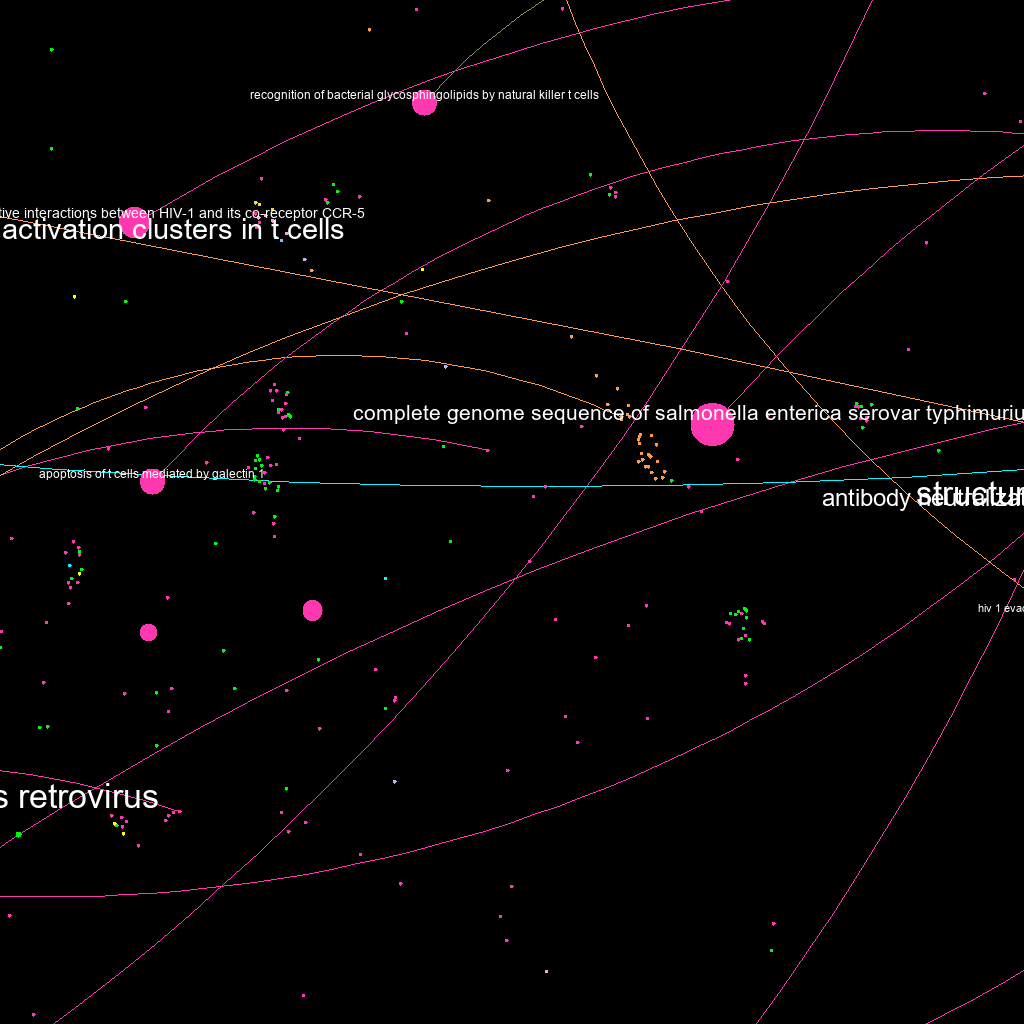 recognition of bacterial glycosphingolipids by natural killer t cells
tive interactions between HIV-1 and its co-receptor CCR-5
activation clusters in t cells
complete genome sequence of salmonella enterica serovar typhimuriu
apoptosis of t cells mediated by galectin 1
structur
antibody
hiv 1 evad
s retrovirus